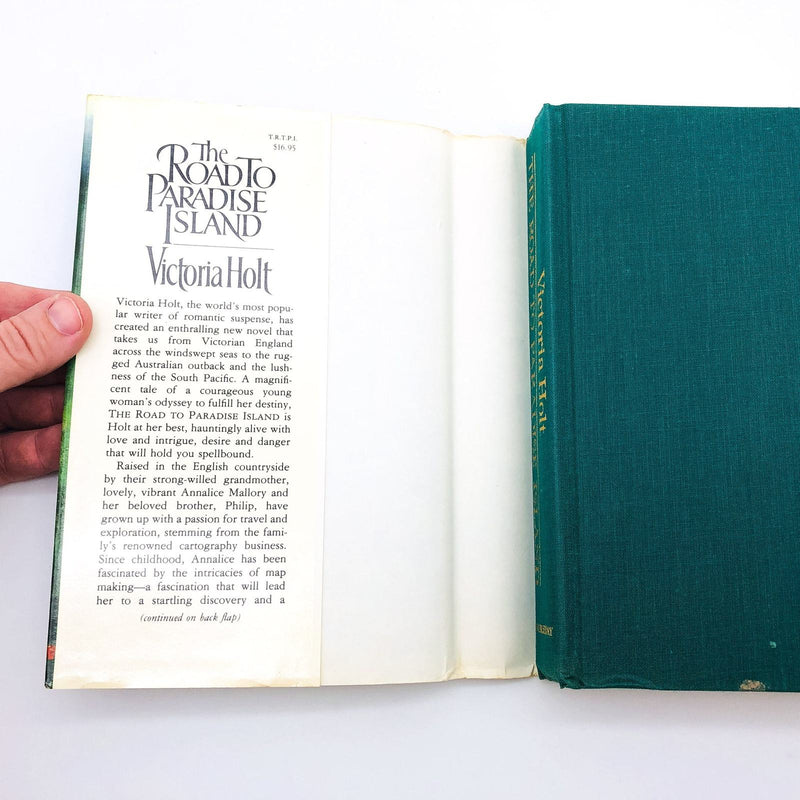 T.R.T.P.I.
$16.95
The
ROAD TO
PARADISE
ISLAND
Victoria Holt
Victoria Holt, the world's most popu-
lar writer of romantic suspense, has
created an enthralling new novel that
takes us from Victorian England
across the windswept seas to the rug-
ged Australian outback and the lush-
ness of the South Pacific. A magnifi-
cent tale of a courageous young
woman's odyssey to fulfill her destiny,
THE ROAD TO PARADISE ISLAND is
Holt at her best, hauntingly alive with
love and intrigue, desire and danger
that will hold you spellbound.
Raised in the English countryside
by their strong-willed grandmother,
lovely, vibrant Annalice Mallory and
her beloved brother, Philip, have
grown up with a passion for travel and
exploration, stemming from the fami-
ly's renowned cartography business.
Since childhood, Annalice has been
fascinated by the intricacies of map
making—a fascination that will lead
her to a startling discovery and a
(continued on back flap)
Victoria Holt
THE ROAD TO PARADISE ISLAND